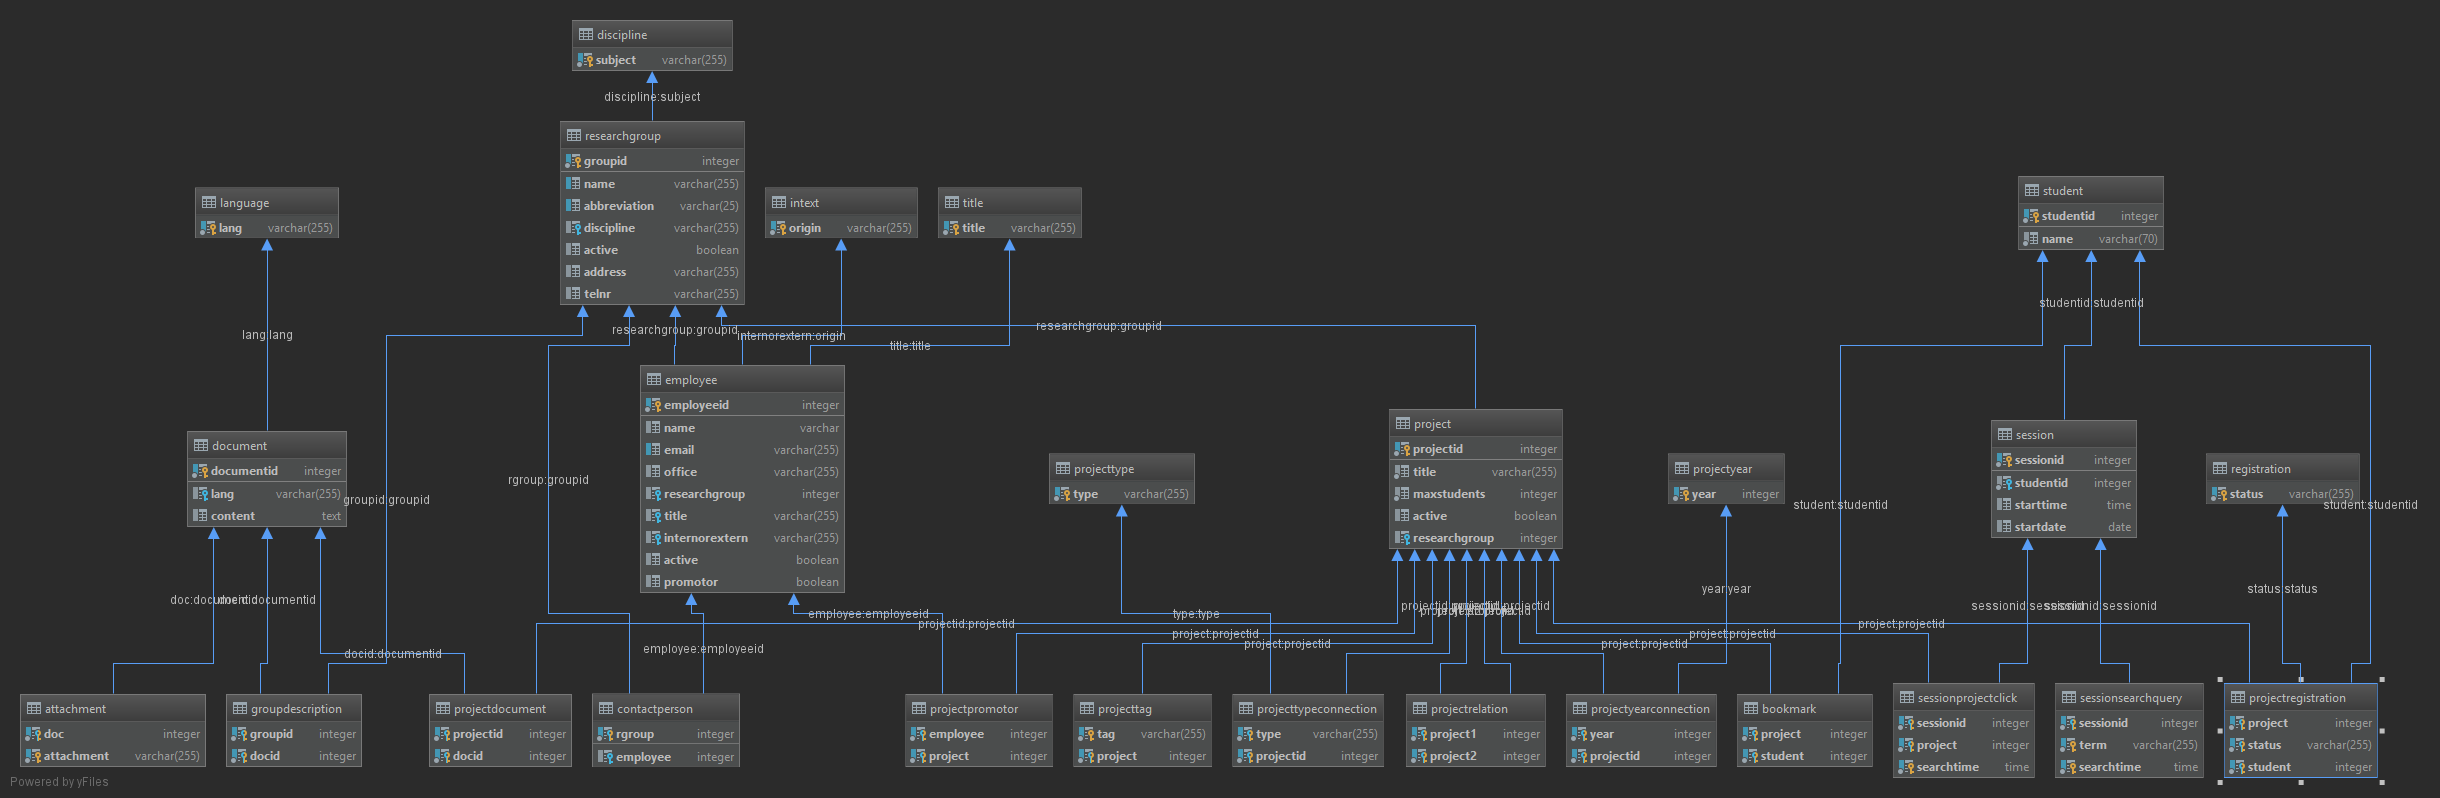 discipline
subject varchar(255)
discipline:subject
researchgroup
groupid integer
name varchar(255)
abbreviation varchar(25)
discipline varchar(255)
active boolean
address varchar(255)
telnr varchar(255)
language
lang varchar(255)
intext
origin varchar(255)
title
title varchar(255)
student
studentid integer
name varchar(70)
studentid:studentid
researchgroup:groupid
internorextern:origin
title:title
researchgroup:groupid
lang:lang
employee
employeeid integer
name varchar
email varchar(255)
office varchar(255)
researchgroup integer
title varchar(255)
internorextern varchar(255)
active boolean
promotor boolean
project
projectid integer
title varchar(255)
maxstudents integer
active boolean
researchgroup integer
session
sessionid integer
studentid integer
starttime time
startdate date
document
documentid integer
lang varchar(255)
content text
projecttype
type varchar(255)
projectyear
year integer
registration
status varchar(255)
rgroup:groupid
groupid:groupid
student:studentid
student:studentid
year:year
status:status
doc:documentid
docid:documentid
sessionid:sessionid
sessionid:sessionid
employee:employeeid
type:type
projectid:projectid
project:projectid
project:projectid
project:projectid
project:projectid
project:projectid
employee:employeeid
docid:documentid
attachment
doc integer
attachment varchar(255)
groupdescription
groupid integer
docid integer
projectdocument
projectid integer
docid integer
contactperson
rgroup integer
employee integer
projectpromotor
employee integer
project integer
projecttag
tag varchar(255)
project integer
projecttypeconnection
type varchar(255)
projectid integer
projectrelation
project1 integer
project2 integer
projectyearconnection
year integer
projectid integer
bookmark
project integer
student integer
sessionprojectclick
sessionid integer
project integer
searchtime time
sessionsearchquery
sessionid integer
term varchar(255)
searchtime time
projectregistration
project integer
status varchar(255)
student integer
Powered by yFiles